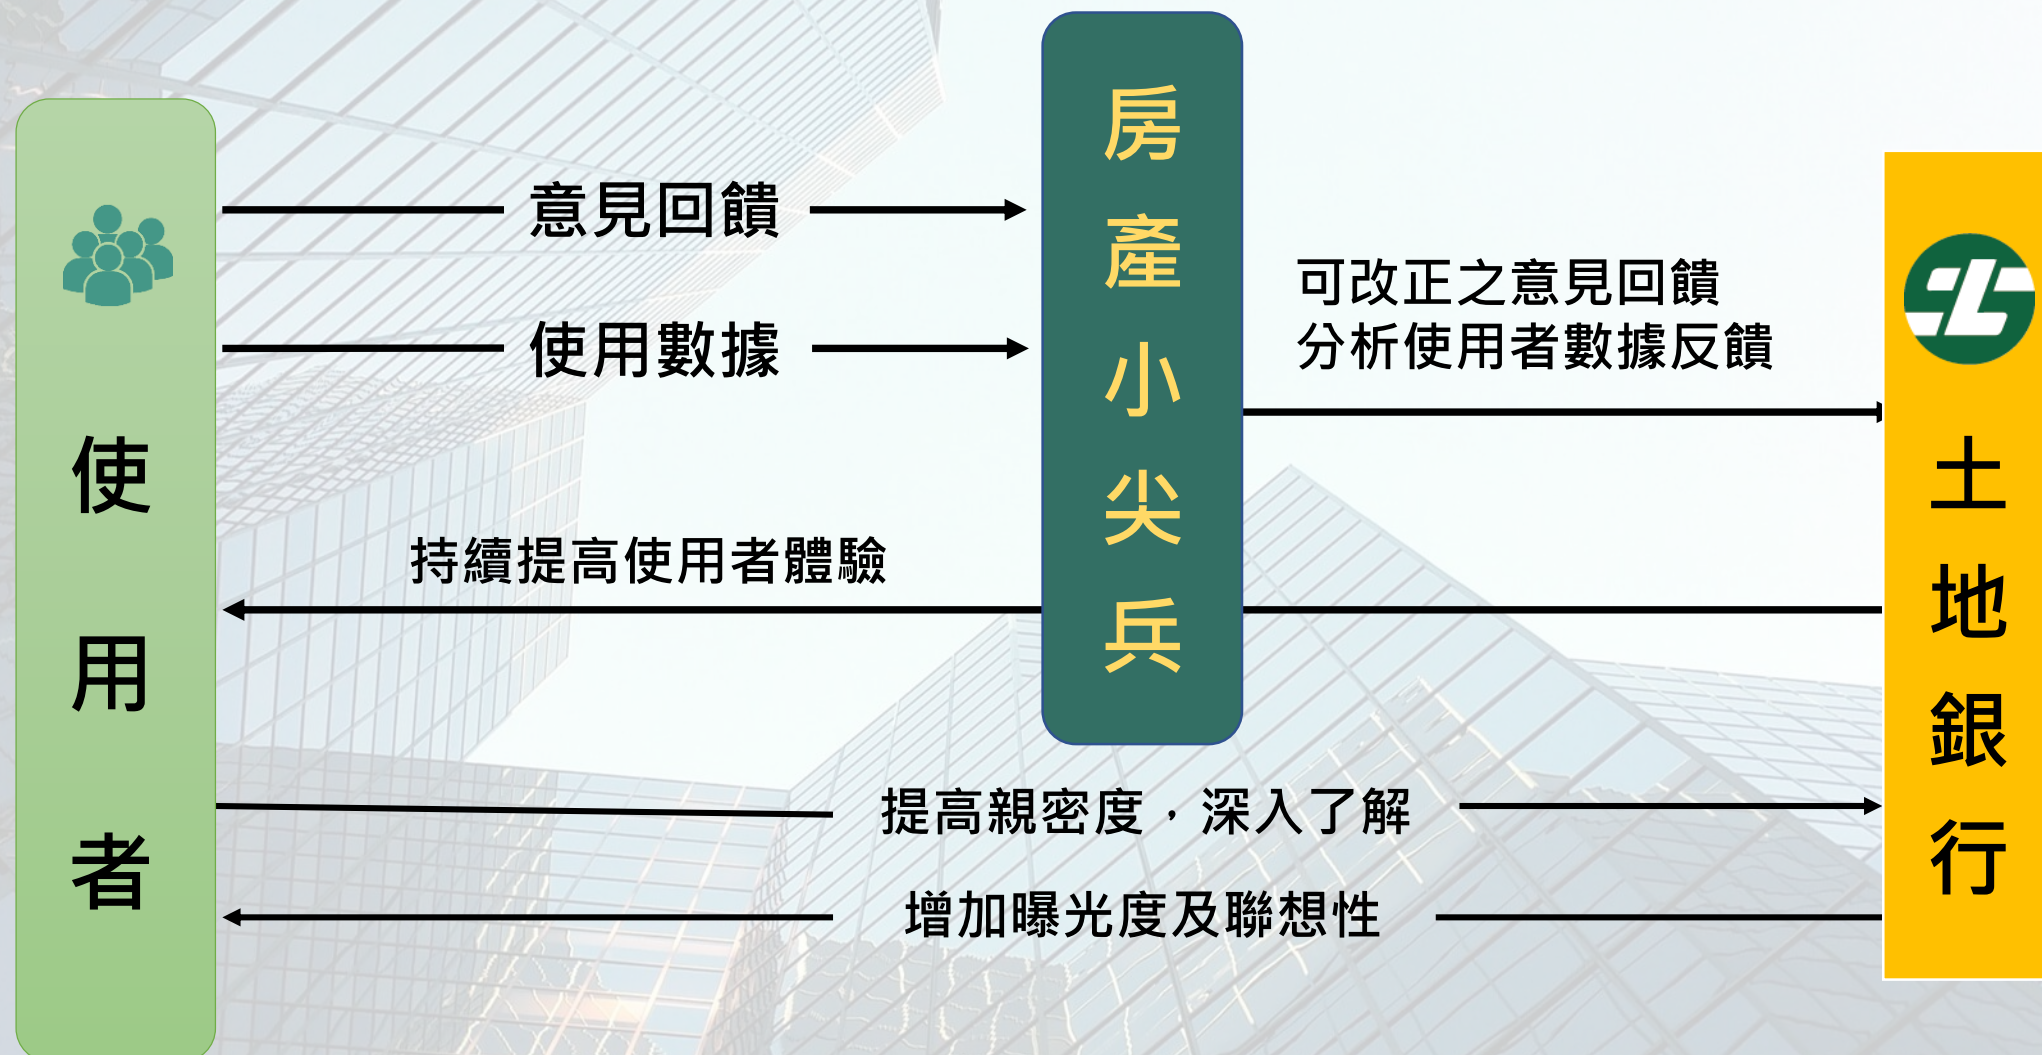 使用者
意見回饋
使用數據
房產小尖兵
可改正之意見回饋
分析使用者數據反饋
土地銀行
持續提高使用者體驗
提高親密度，深入了解
增加曝光度及聯想性